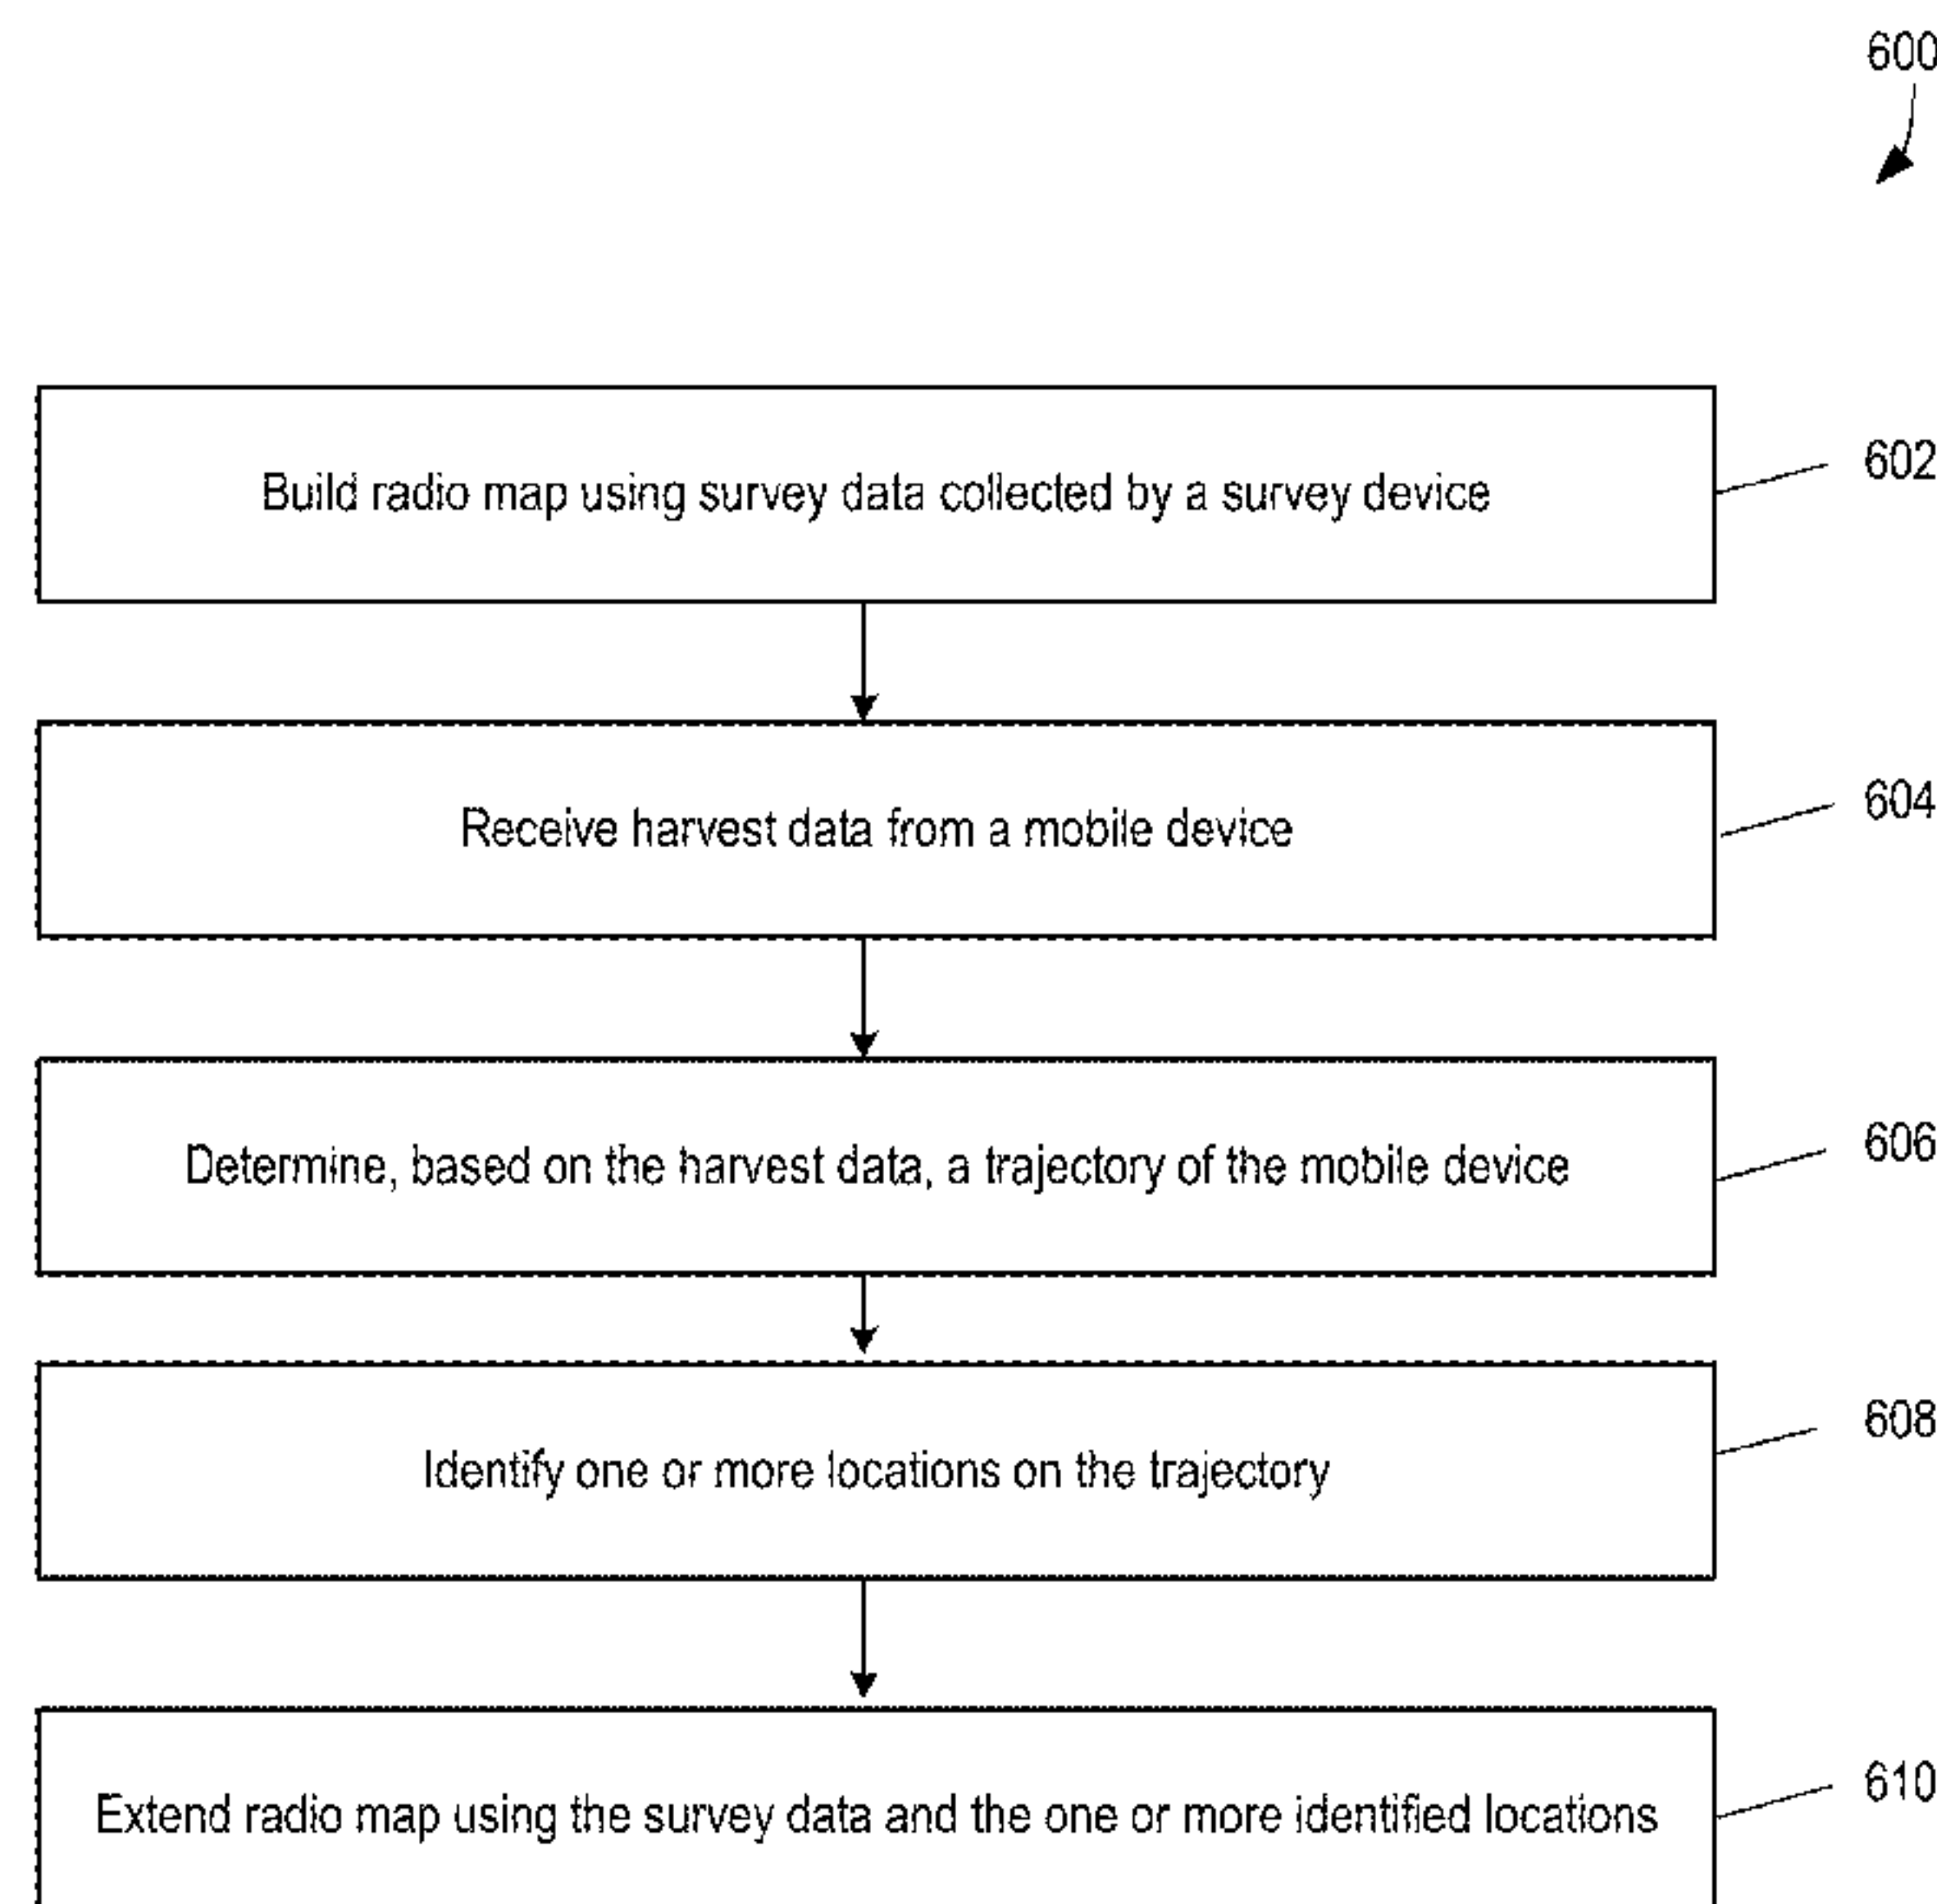 600
Build radio map using survey data collected by a survey device
602
Receive harvest data from a mobile device
604
Determine, based on the harvest data, a trajectory of the mobile device
606
Identify one or more locations on the trajectory
608
Extend radio map using the survey data and the one or more identified locations
610